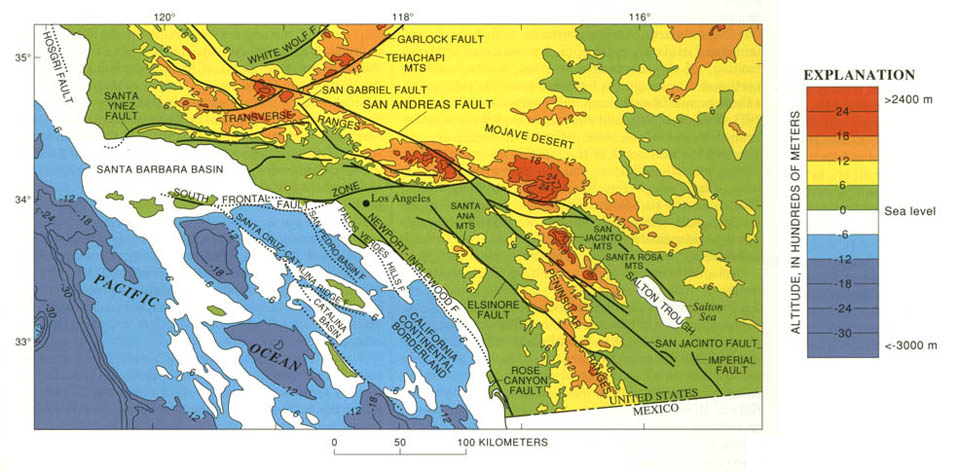 120°
118°
116°
35°
34°
33°
HOSGRI FAULT
WHITE WOLF F.
GARLOCK FAULT
TEHACHAPI
MTS
SAN GABRIEL FAULT
SAN ANDREAS FAULT
SANTA
YNEZ
FAULT
TRANSVERSE
RANGES
MOJAVE DESERT
SANTA BARBARA BASIN
SOUTH FRONTAL FAULT ZONE
Los Angeles
SANTA
ANA
MTS
SAN
JACINTO
MTS
SANTA ROSA
MTS
SALTON TROUGH
Salton
Sea
SANTA CRUZ-CATALINA RIDGE
SAN PEDRO BASIN F.
PALOS VERDES HILLS F.
NEWPORT-INGLEWOOD F.
CATALINA
BASIN
PACIFIC
OCEAN
CALIFORNIA
CONTINENTAL
BORDERLAND
ELSINORE
FAULT
PENINSULAR
RANGES
SAN JACINTO FAULT
IMPERIAL
FAULT
ROSE
CANYON
FAULT
UNITED STATES
MEXICO
0 50 100 KILOMETERS
EXPLANATION
ALTITUDE, IN HUNDREDS OF METERS
>2400 m
24
18
12
6
0
Sea level
-6
-12
-18
-24
-30
<-3000 m